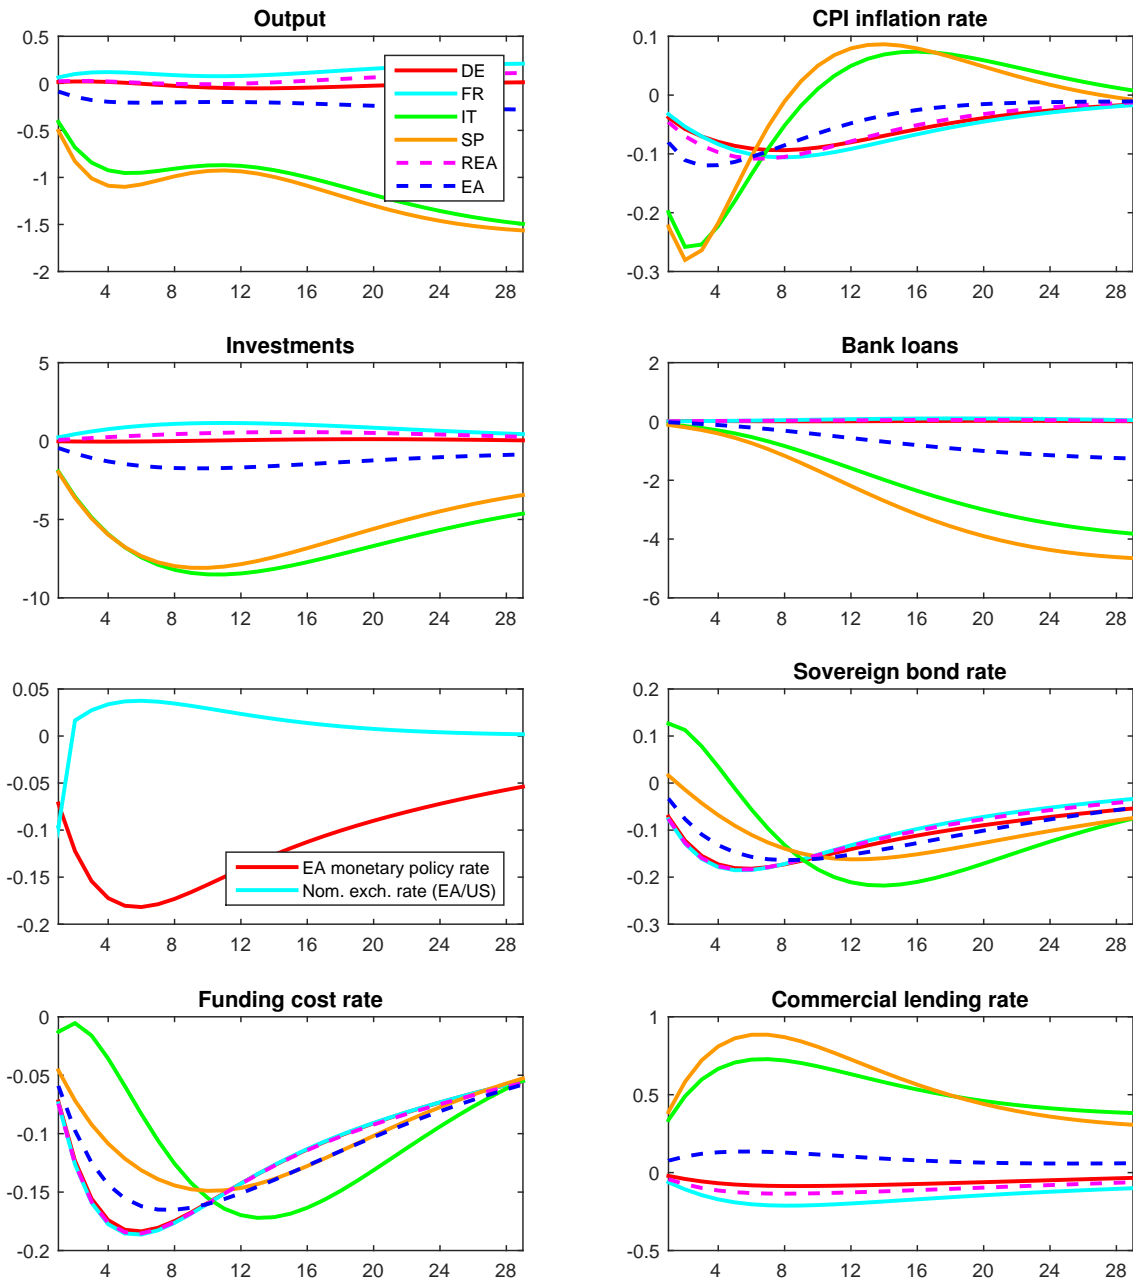 Output
0.5
0
-0.5
-1
-1.5
-2
4 8 12 16 20 24 28
DE
FR
IT
SP
REA
EA
CPI inflation rate
0.1
0
-0.1
-0.2
-0.3
4 8 12 16 20 24 28
Investments
5
0
-5
-10
4 8 12 16 20 24 28
Bank loans
2
0
-2
-4
-6
4 8 12 16 20 24 28
0.05
0
-0.05
-0.1
-0.15
-0.2
4 8 12 16 20 24 28
EA monetary policy rate
Nom. exch. rate (EA/US)
Sovereign bond rate
0.2
0.1
0
-0.1
-0.2
-0.3
4 8 12 16 20 24 28
Funding cost rate
0
-0.05
-0.1
-0.15
-0.2
4 8 12 16 20 24 28
Commercial lending rate
1
0.5
0
-0.5
4 8 12 16 20 24 28